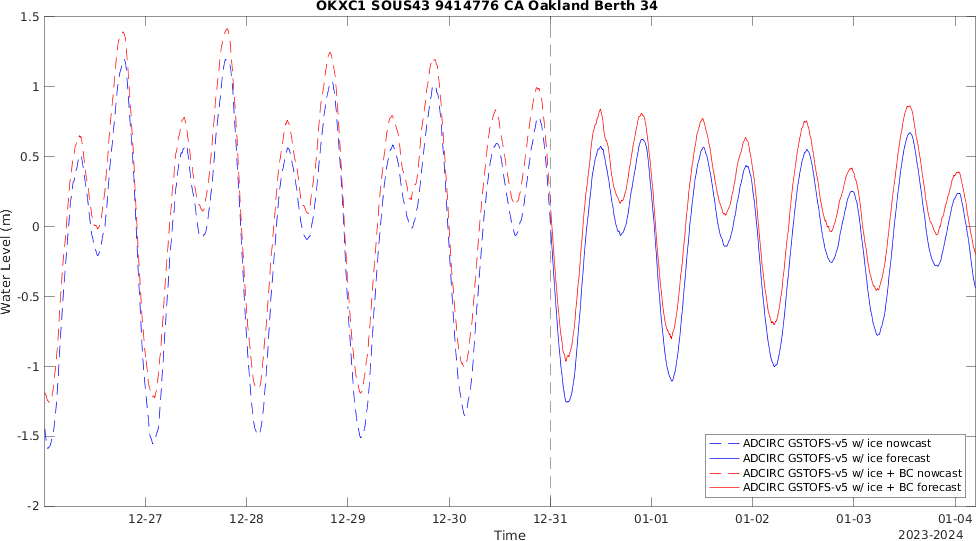 OKXC1 SOUS43 9414776 CA Oakland Berth 34
1.5
1
0.5
0
-0.5
-1
-1.5
-2
Water Level (m)
12-27 12-28 12-29 12-30 12-31 01-01 01-02 01-03 01-04
Time
2023-2024
ADCIRC GSTOFS-v5 w/ ice nowcast
ADCIRC GSTOFS-v5 w/ ice forecast
ADCIRC GSTOFS-v5 w/ ice + BC nowcast
ADCIRC GSTOFS-v5 w/ ice + BC forecast